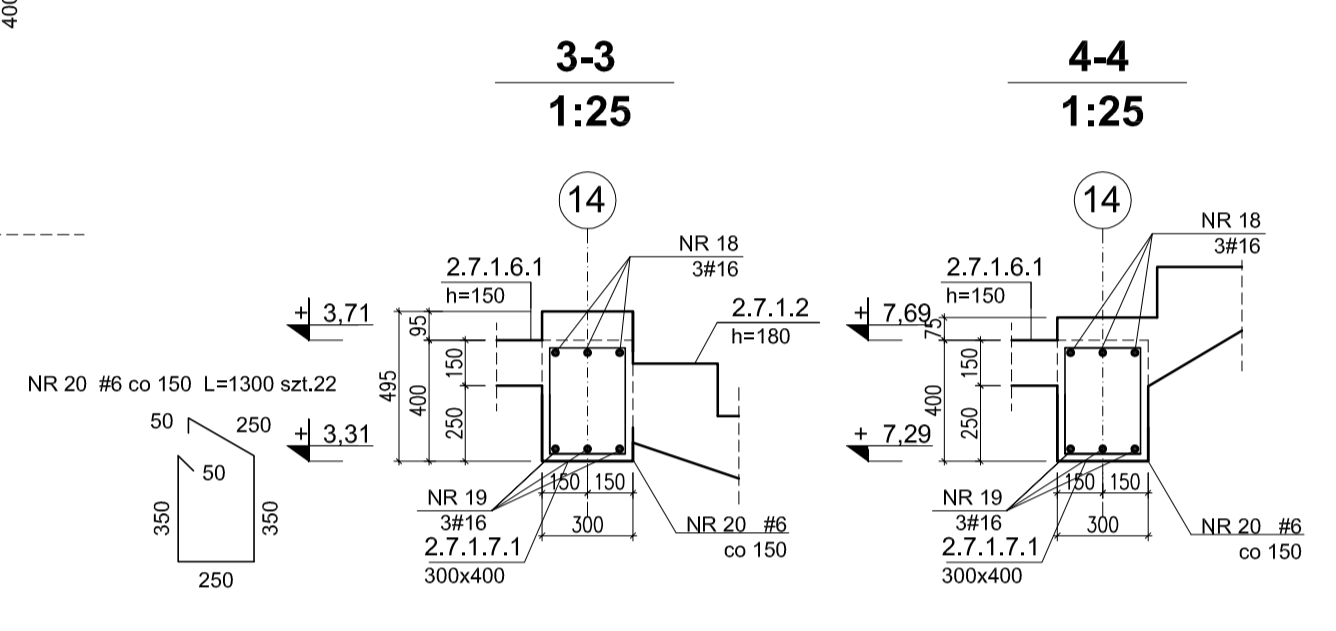 400
3-3
1:25
4-4
1:25
14
14
NR 18
3#16
2.7.1.6.1
h=150
2.7.1.2
h=180
+ 3,71
+ 3,31
95
150
400
495
250
150 150
300
NR 19
3#16
2.7.1.7.1
300x400
NR 20 #6
co 150
NR 20 #6 co 150 L=1300 szt.22
50
250
50
350
350
250
NR 18
3#16
2.7.1.6.1
h=150
+ 7,69
+ 7,29
75
150
400
250
150 150
300
NR 19
3#16
2.7.1.7.1
300x400
NR 20 #6
co 150